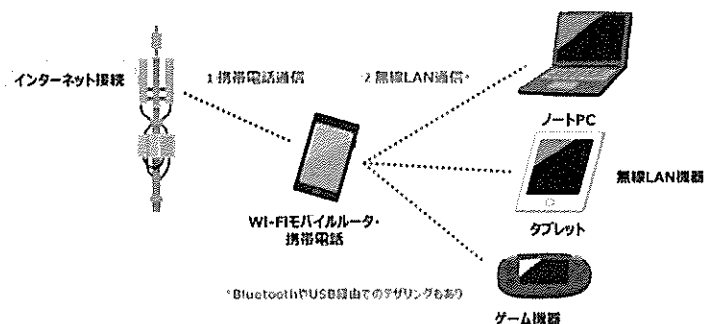 インターネット接続
1 携帯電話通信
2 無線LAN通信*
ノートPC
無線LAN機器
Wi-Fiモバイルルータ・
携帯電話
タブレット
*BluetoothやUSB経由でのテザリングもあり
ゲーム機器